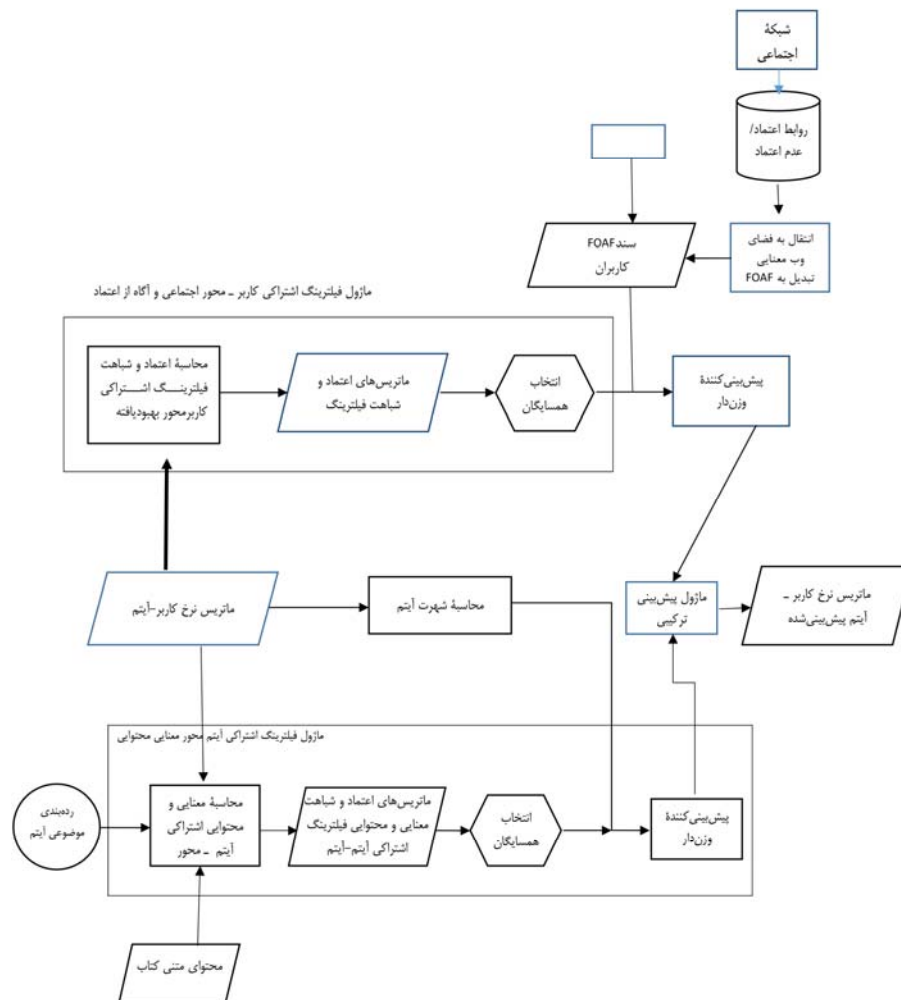 شبکهٔ
اجتماعی
روابط اعتماد/
عدم اعتماد
انتقال به فضای
وب معنایی
تبدیل به FOAF
سند FOAF
کاربران
ماژول فیلترینگ اشتراکی کاربر ـ محور اجتماعی و آگاه از اعتماد
محاسبهٔ اعتماد و شباهت
فیلترینــگ اشــــتراکی
کاربرمحور بهبودیافته
ماتریس‌های اعتماد و
شباهت فیلترینگ
انتخاب
همسایگان
پیش‌بینی‌کنندهٔ
وزن‌دار
ماتریس نرخ کاربر-آیتم
محاسبهٔ شهرت آیتم
ماژول پیش‌بینی
ترکیبی
ماتریس نرخ کاربر ـ
آیتم پیش‌بینی‌شده
ماژول فیلترینگ اشتراکی آیتم محور معنایی محتوایی
رده‌بندی
موضوعی آیتم
محاسبهٔ معنایی و
محتوایی اشتراکی
آیتم ـ محور
ماتریس‌های اعتماد و شباهت
معنایی و محتوایی فیلترینگ
اشتراکی آیتم-آیتم
انتخاب
همسایگان
پیش‌بینی‌کنندهٔ
وزن‌دار
محتوای متنی کتاب